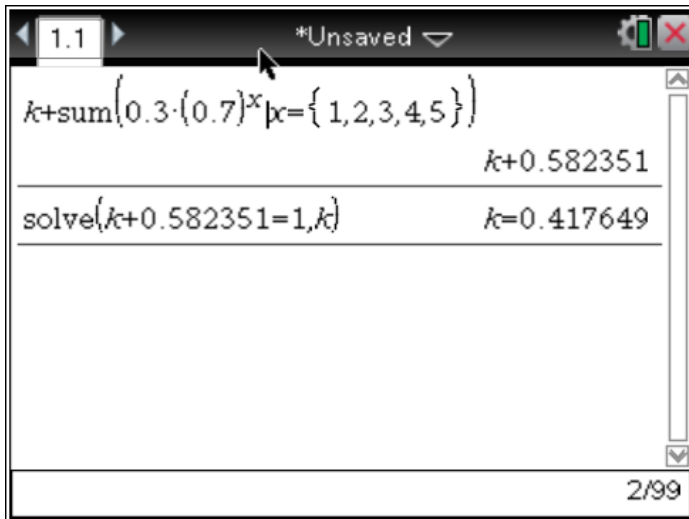 1.1 *Unsaved
k+sum(0.3·(0.7)^x|x={1,2,3,4,5})
k+0.582351
solve(k+0.582351=1,k) k=0.417649
2/99